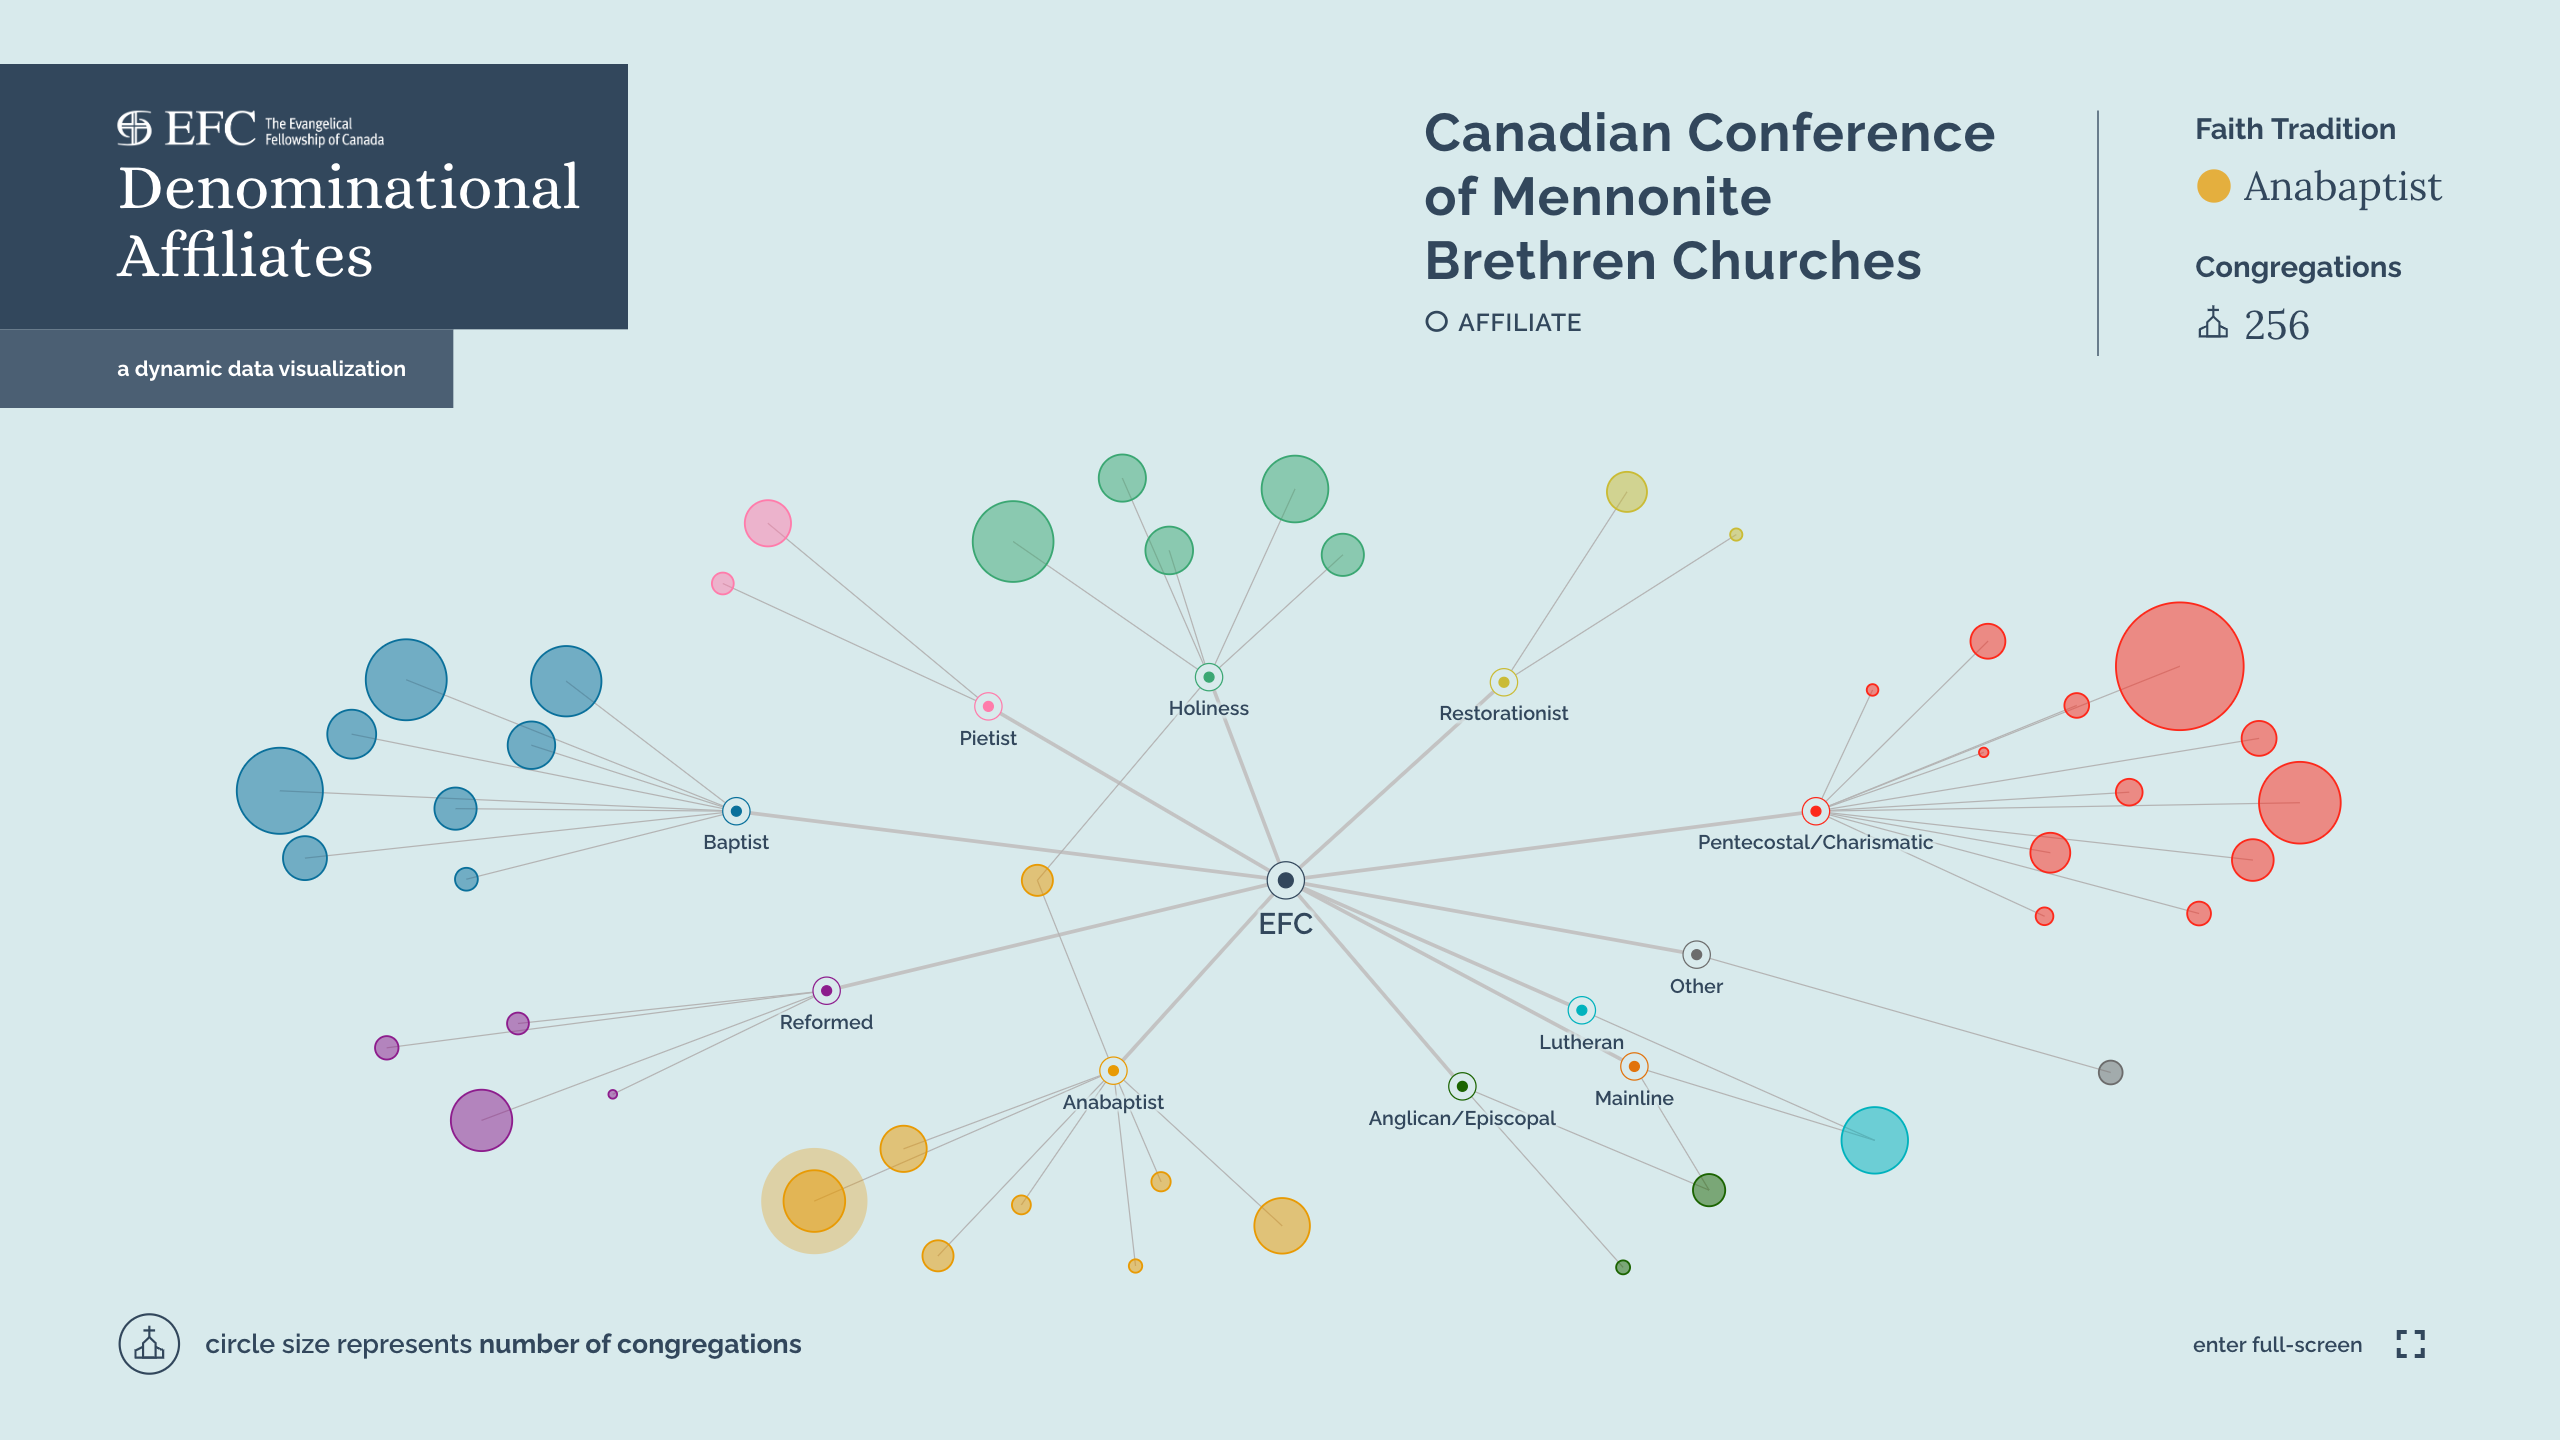 EFC The Evangelical
Fellowship of Canada
Denominational
Affiliates
a dynamic data visualization
Canadian Conference
of Mennonite
Brethren Churches
AFFILIATE
Faith Tradition
Anabaptist
Congregations
256
Holiness
Restorationist
Pietist
Baptist
Pentecostal/Charismatic
EFC
Other
Reformed
Lutheran
Mainline
Anabaptist
Anglican/Episcopal
circle size represents number of congregations
enter full-screen